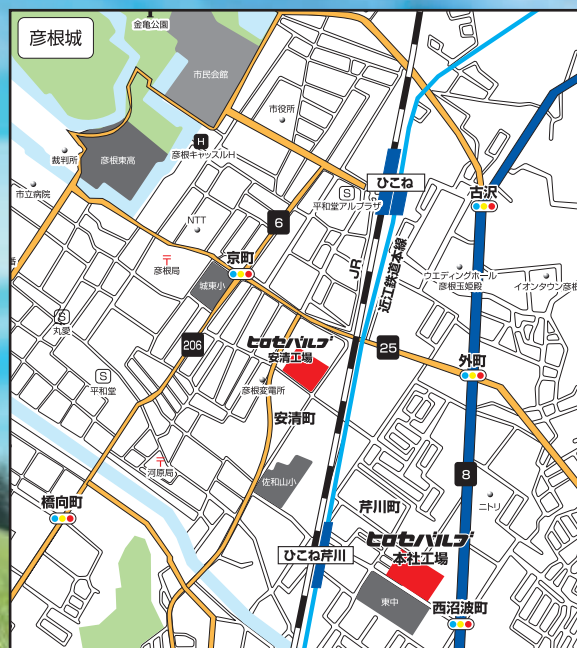 彦根城
金亀公園
市民会館
市役所
H
彦根キャッスルH
裁判所
彦根東高
市立病院
ひこね
S
平和堂アルプラザ
古沢
NTT
6
京町
〒
彦根局
城東小
JR
近江鉄道本線
ウエディングホール
彦根玉姫殿
イオンタウン彦根
S
丸愛
206
ヒロセバルブ
安清工場
25
外町
S
平和堂
彦根変電所
安清町
〒
河原局
佐和山小
8
ニトリ
橋向町
芹川町
ヒロセバルブ
本社工場
ひこね芹川
東中
西沼波町